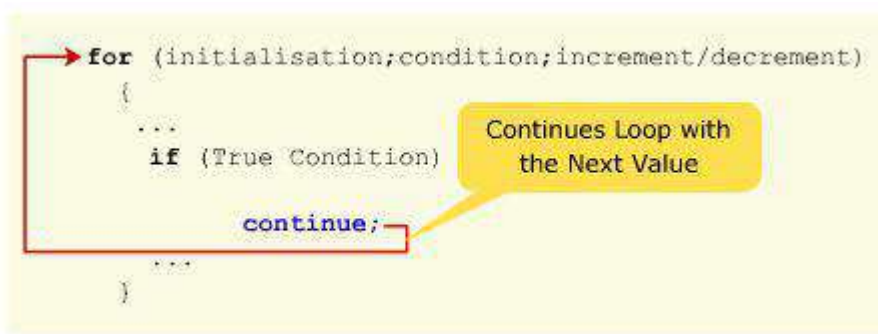 for (initialisation;condition;increment/decrement)
{
...
if (True Condition)
Continues Loop with
the Next Value
continue;
...
}